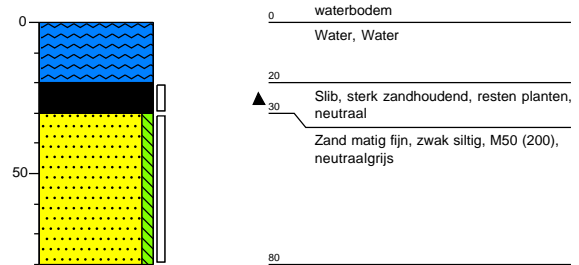 0
50
0
waterbodem
Water, Water
20
Slib, sterk zandhoudend, resten planten,
neutraal
30
Zand matig fijn, zwak siltig, M50 (200),
neutraalgrijs
80